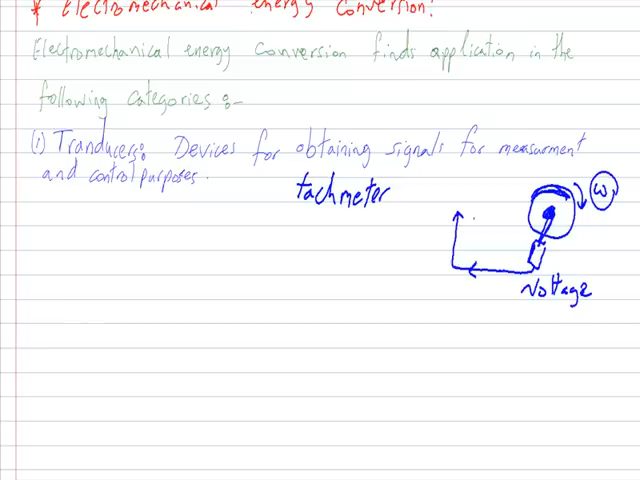 * Electromechanical energy Conversion:
Electromechanical energy Conversion finds application in the
following categories :-
(i) Tranducers: Devices for obtaining signals for measurment
and control purposes.
tachmeter
ω
Voltage